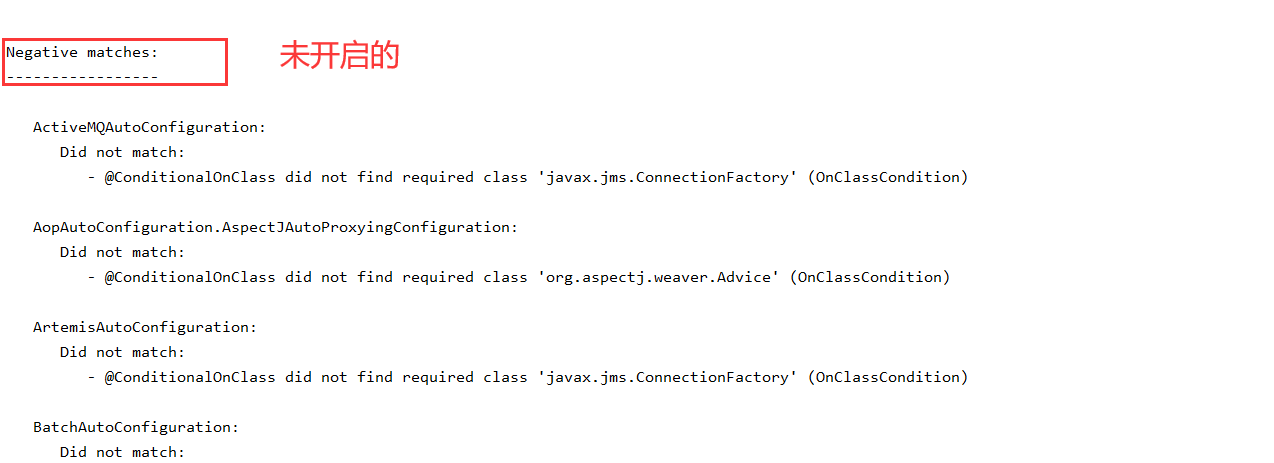 Negative matches: 未开启的
-----------------
ActiveMQAutoConfiguration:
Did not match:
- @ConditionalOnClass did not find required class 'javax.jms.ConnectionFactory' (OnClassCondition)
AopAutoConfiguration.AspectJAutoProxyingConfiguration:
Did not match:
- @ConditionalOnClass did not find required class 'org.aspectj.weaver.Advice' (OnClassCondition)
ArtemisAutoConfiguration:
Did not match:
- @ConditionalOnClass did not find required class 'javax.jms.ConnectionFactory' (OnClassCondition)
BatchAutoConfiguration:
Did not match: